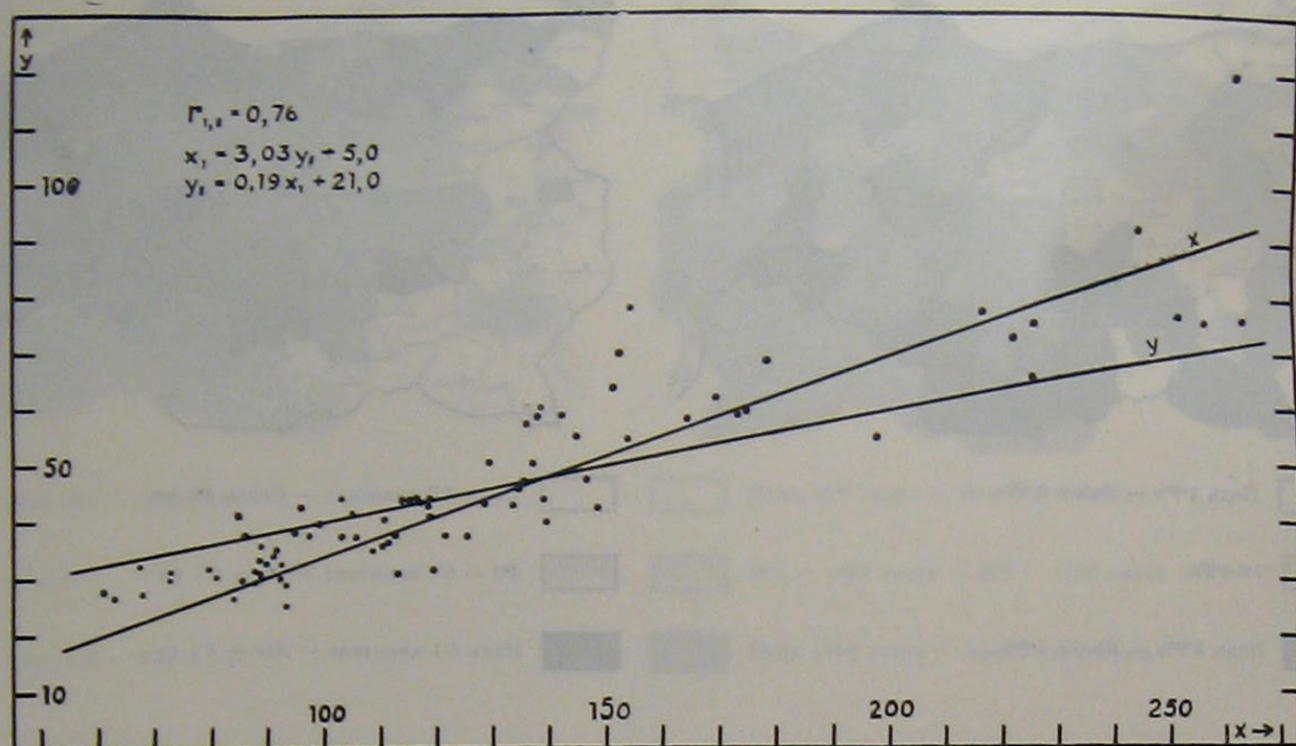 ↑
y
r₁,₂ = 0,76
x₁ = 3,03 y₂ ÷ 5,0
y₂ = 0,19 x₁ + 21,0
100
x
y
50
10
100 150 200 250
x→